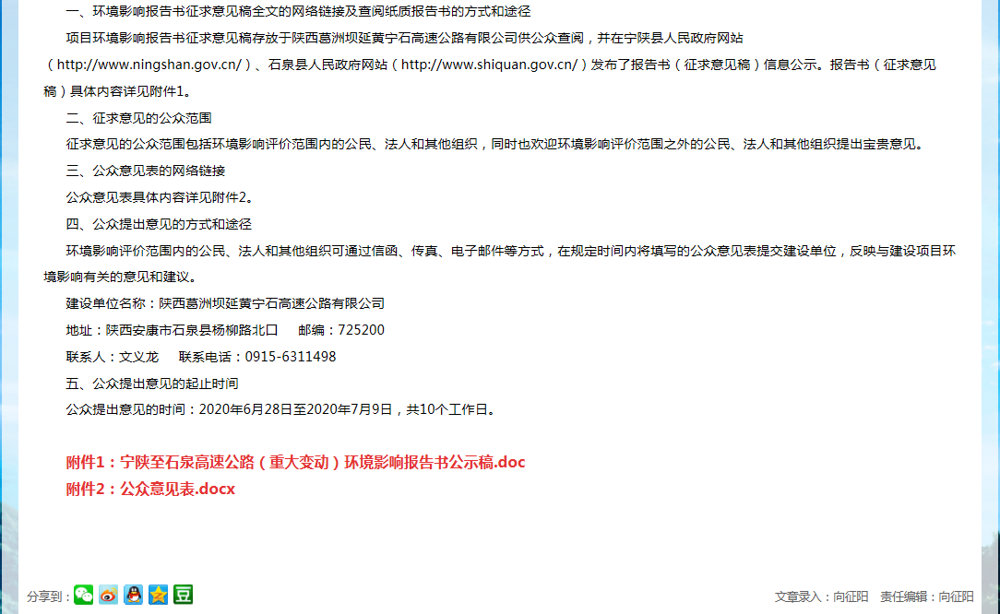 一、环境影响报告书征求意见稿全文的网络链接及查阅纸质报告书的方式和途径
项目环境影响报告书征求意见稿存放于陕西葛洲坝延黄宁石高速公路有限公司供公众查阅，并在宁陕县人民政府网站
（http://www.ningshan.gov.cn/）、石泉县人民政府网站（http://www.shiquan.gov.cn/）发布了报告书（征求意见稿）信息公示。报告书（征求意见
稿）具体内容详见附件1。
二、征求意见的公众范围
征求意见的公众范围包括环境影响评价范围内的公民、法人和其他组织，同时也欢迎环境影响评价范围之外的公民、法人和其他组织提出宝贵意见。
三、公众意见表的网络链接
公众意见表具体内容详见附件2。
四、公众提出意见的方式和途径
环境影响评价范围内的公民、法人和其他组织可通过信函、传真、电子邮件等方式，在规定时间内将填写的公众意见表提交建设单位，反映与建设项目环
境影响有关的意见和建议。
建设单位名称：陕西葛洲坝延黄宁石高速公路有限公司
地址：陕西安康市石泉县杨柳路北口 邮编：725200
联系人：文义龙 联系电话：0915-6311498
五、公众提出意见的起止时间
公众提出意见的时间：2020年6月28日至2020年7月9日，共10个工作日。
附件1：宁陕至石泉高速公路（重大变动）环境影响报告书公示稿.doc
附件2：公众意见表.docx
分享到： 豆
文章录入：向征阳 责任编辑：向征阳